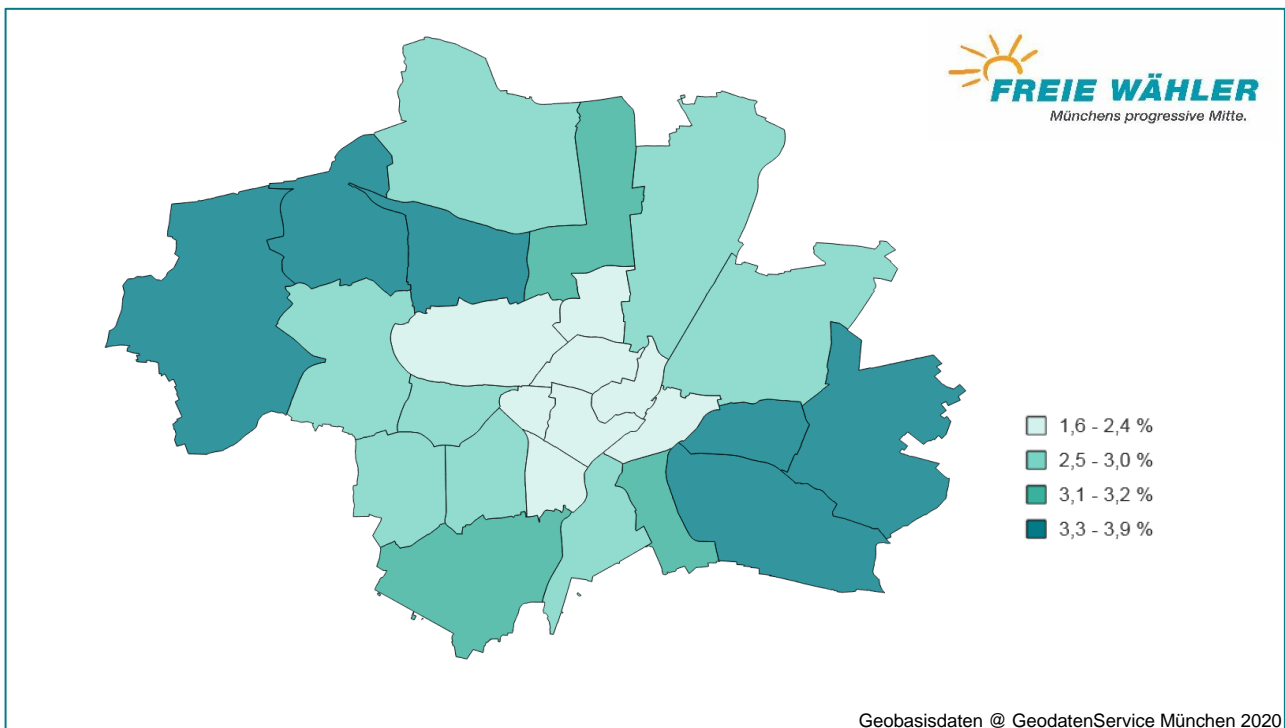 FREIE WÄHLER
Münchens progressive Mitte.
1,6 - 2,4 %
2,5 - 3,0 %
3,1 - 3,2 %
3,3 - 3,9 %
Geobasisdaten @ GeodatenService München 2020